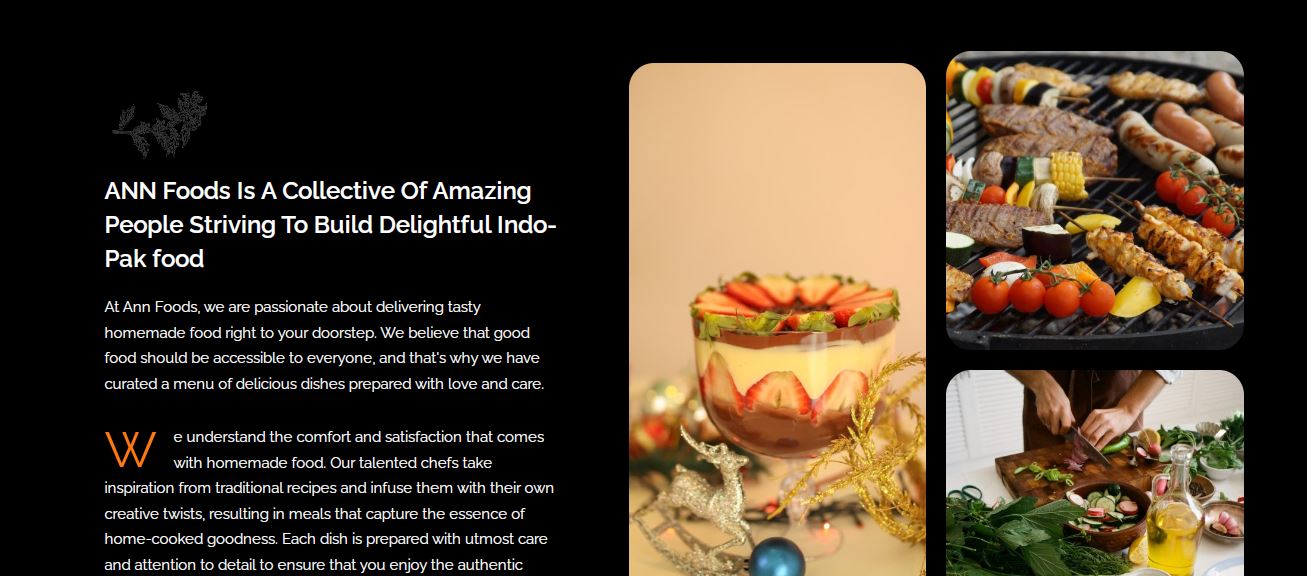 ANN Foods Is A Collective Of Amazing
People Striving To Build Delightful Indo-
Pak food
At Ann Foods, we are passionate about delivering tasty
homemade food right to your doorstep. We believe that good
food should be accessible to everyone, and that's why we have
curated a menu of delicious dishes prepared with love and care.
We understand the comfort and satisfaction that comes
with homemade food. Our talented chefs take
inspiration from traditional recipes and infuse them with their own
creative twists, resulting in meals that capture the essence of
home-cooked goodness. Each dish is prepared with utmost care
and attention to detail to ensure that you enjoy the authentic